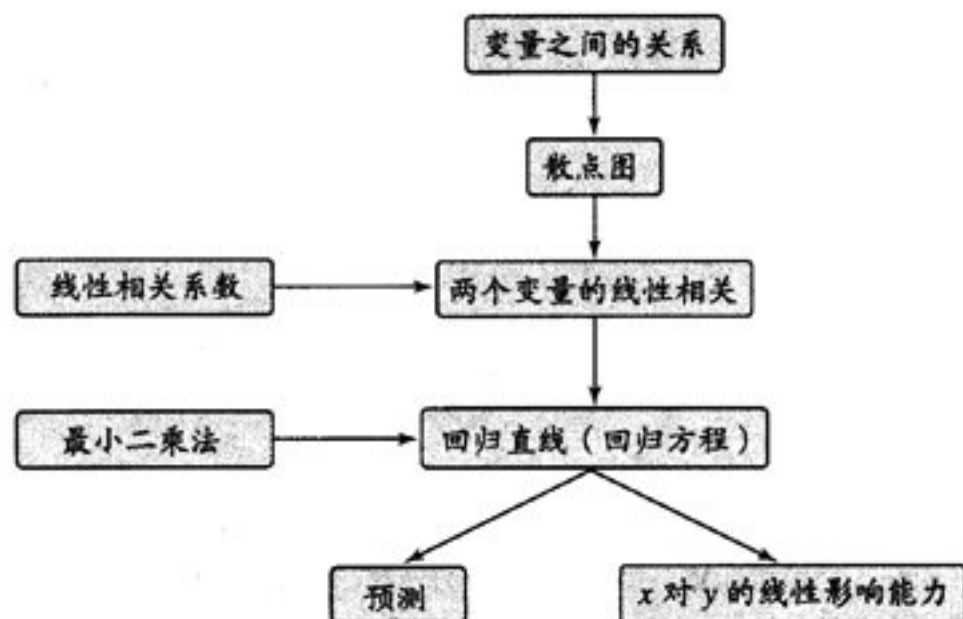 变量之间的关系
散点图
线性相关系数
两个变量的线性相关
最小二乘法
回归直线（回归方程）
预测
x 对 y 的线性影响能力